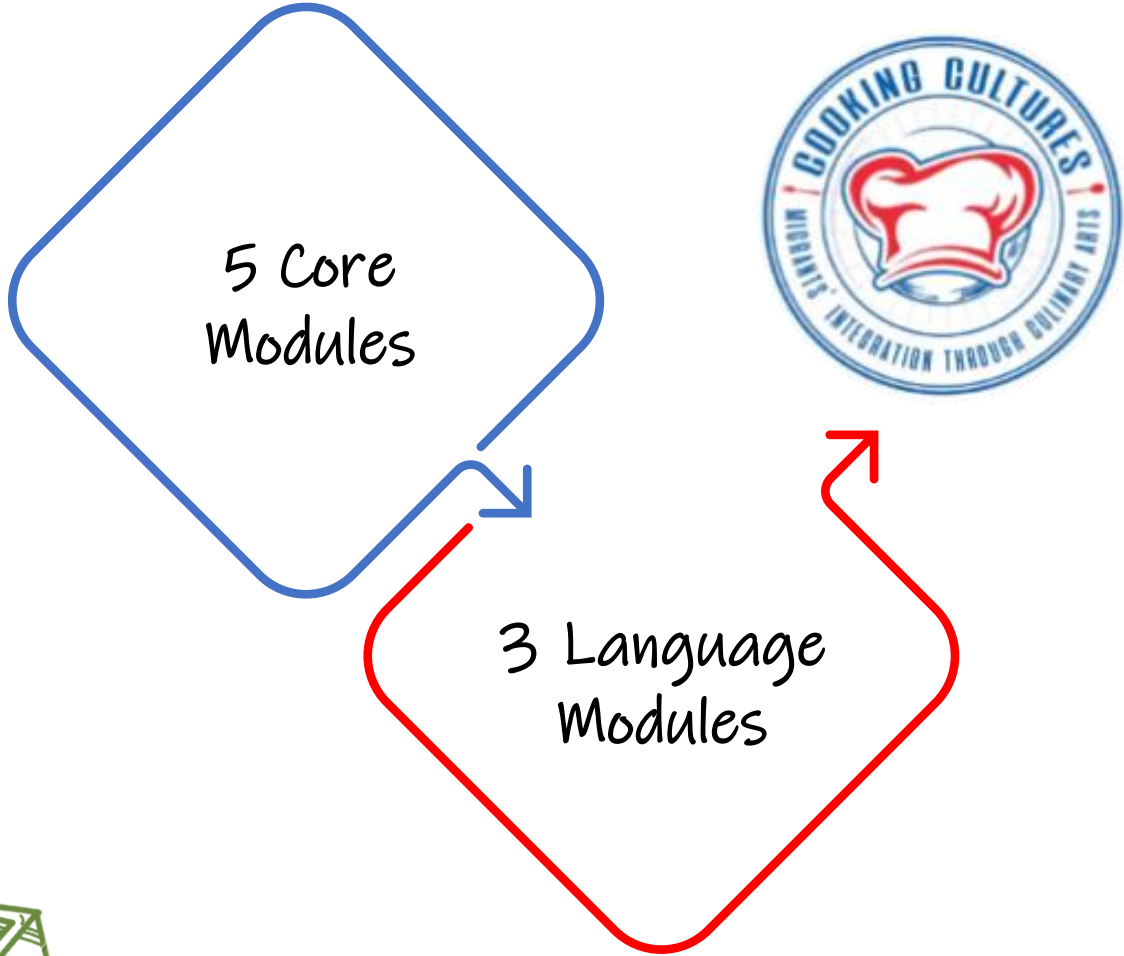 5 Core
Modules
COOKING CULTURES
MIGRANTS' INTEGRATION THROUGH CULINARY ARTS
3 Language
Modules